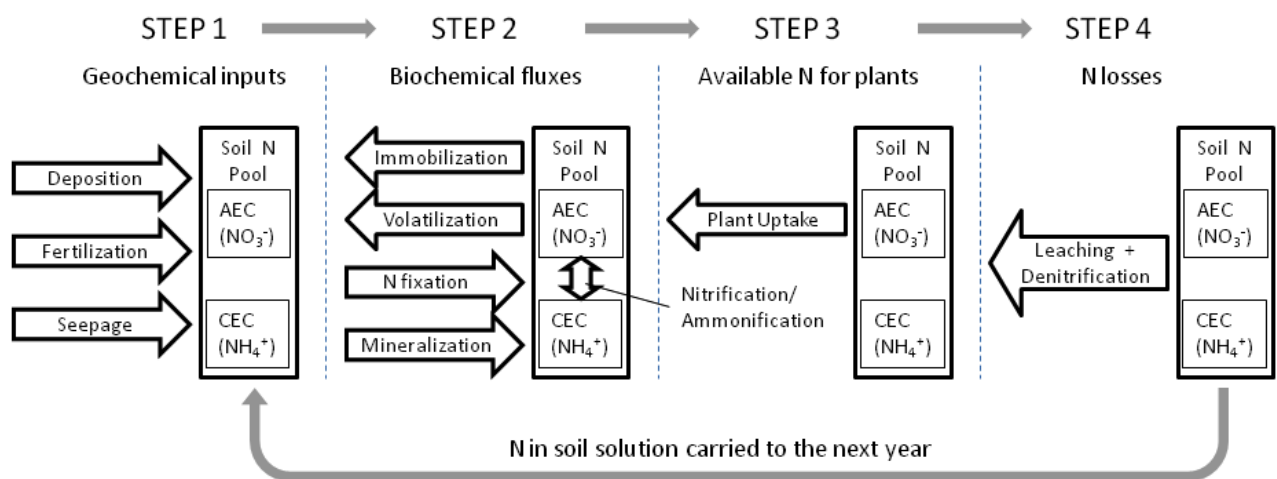 STEP 1
STEP 2
STEP 3
STEP 4
Geochemical inputs
Biochemical fluxes
Available N for plants
N losses
Deposition
Fertilization
Seepage
Soil N
Pool
AEC
(NO₃⁻)
CEC
(NH₄⁺)
Immobilization
Volatilization
N fixation
Mineralization
Soil N
Pool
AEC
(NO₃⁻)
CEC
(NH₄⁺)
Nitrification/
Ammonification
Plant Uptake
Soil N
Pool
AEC
(NO₃⁻)
CEC
(NH₄⁺)
Leaching +
Denitrification
Soil N
Pool
AEC
(NO₃⁻)
CEC
(NH₄⁺)
N in soil solution carried to the next year